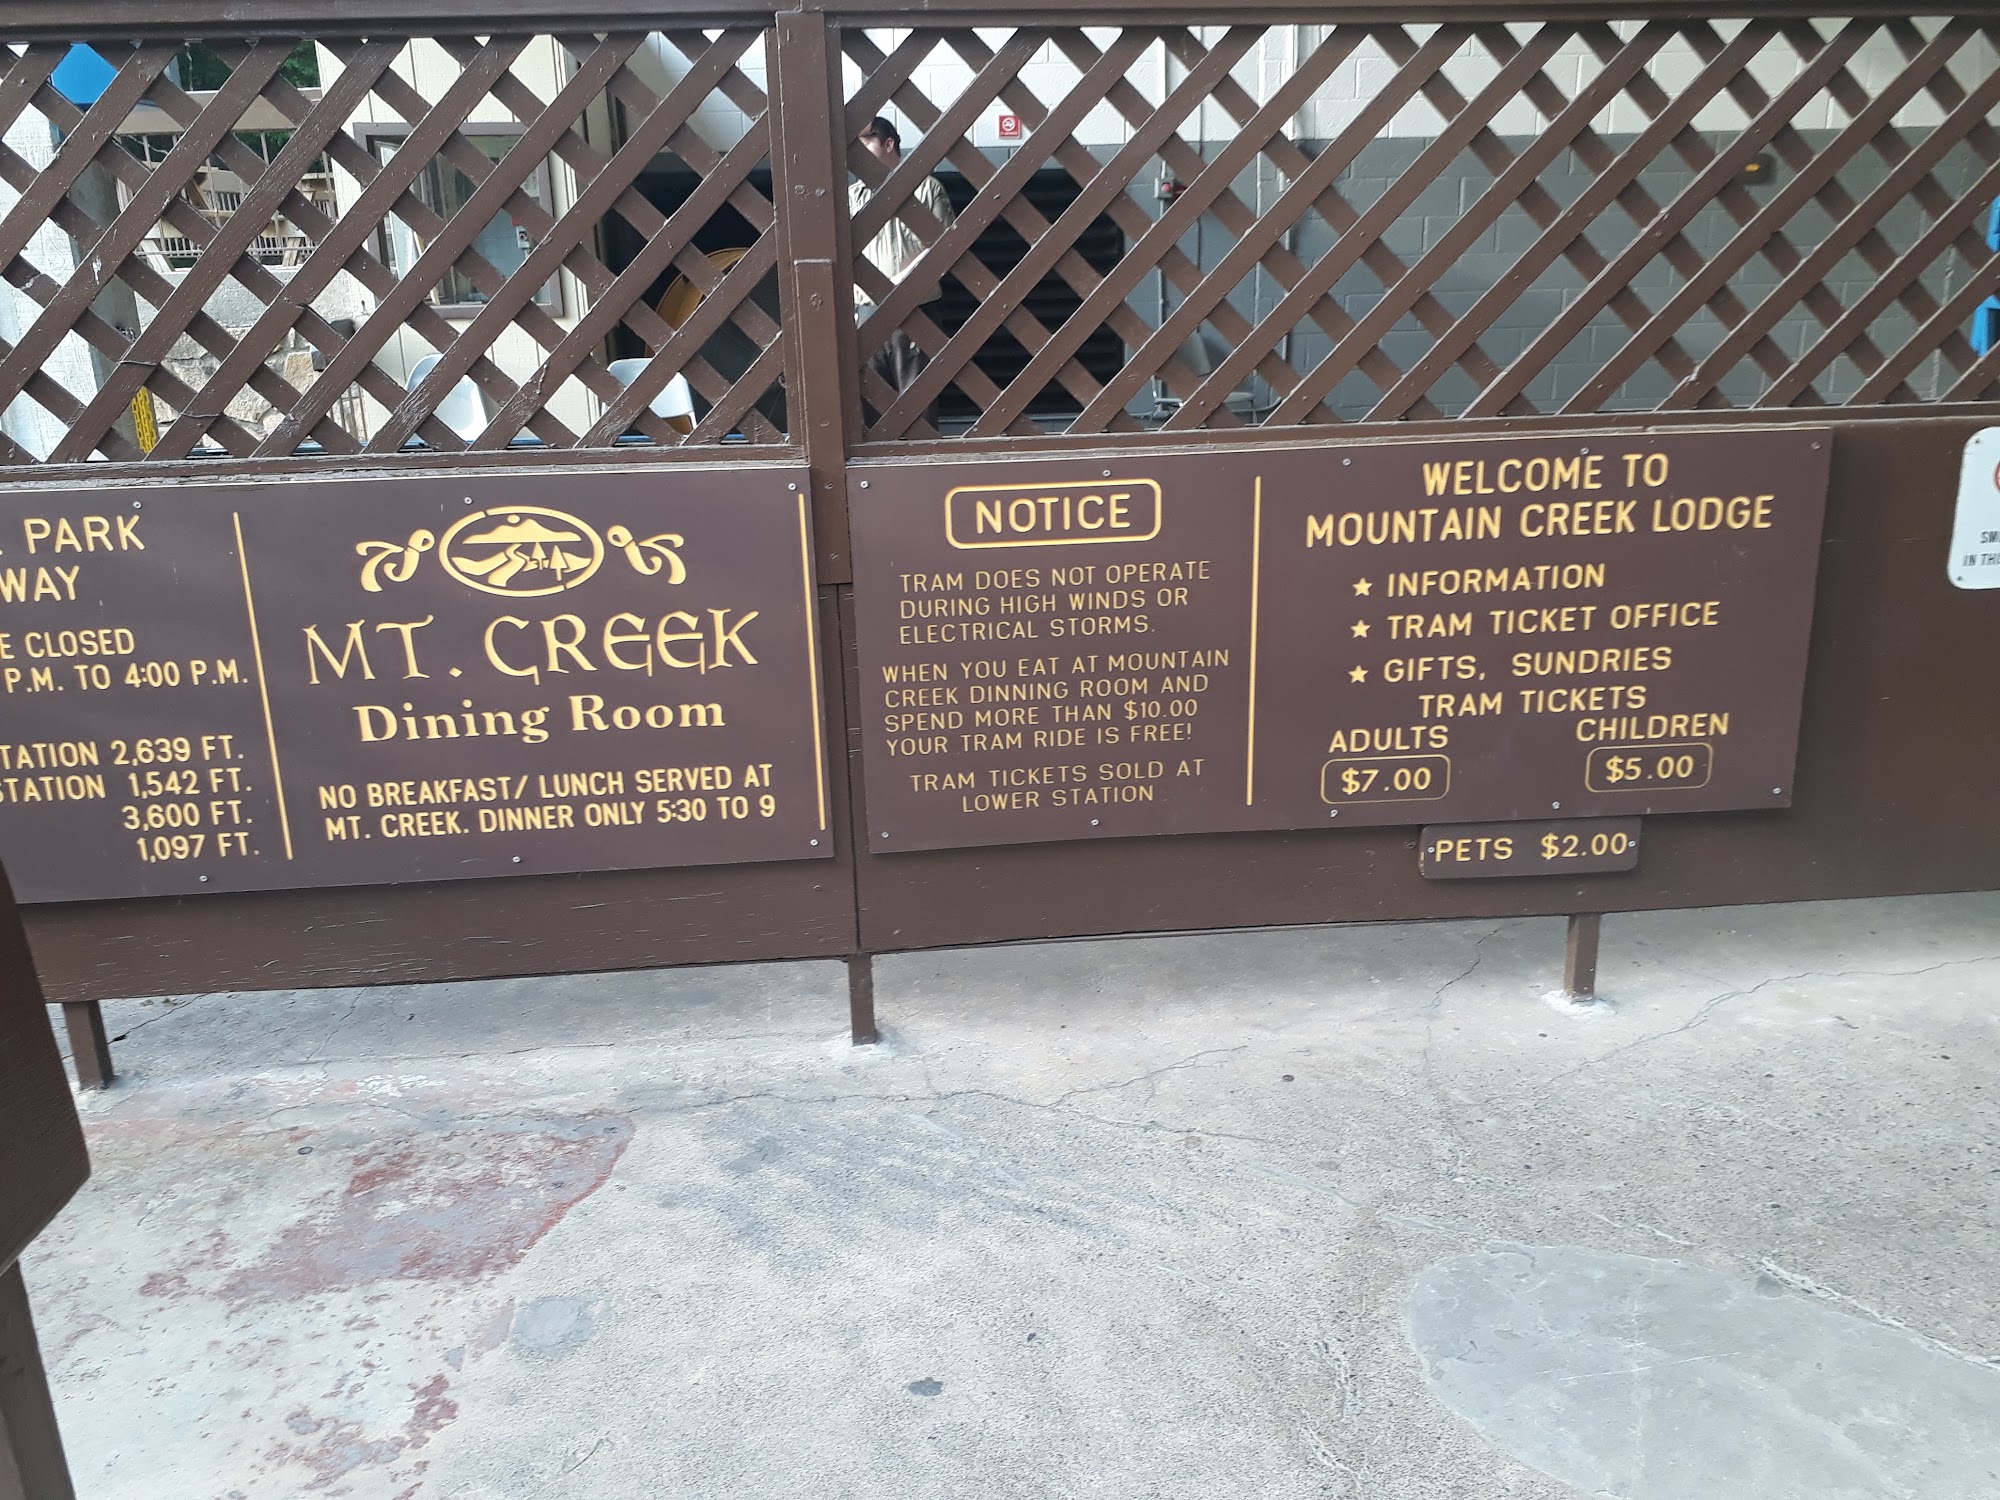 PARK
WAY
CLOSED
P.M. TO 4:00 P.M.
2,639 FT.
1,542 FT.
3,600 FT.
1,097 FT.
MT. CREEK
Dining Room
NO BREAKFAST/ LUNCH SERVED AT
MT. CREEK. DINNER ONLY 5:30 TO 9
NOTICE
TRAM DOES NOT OPERATE
DURING HIGH WINDS OR
ELECTRICAL STORMS.
WHEN YOU EAT AT MOUNTAIN
CREEK DINNING ROOM AND
SPEND MORE THAN $10.00
YOUR TRAM RIDE IS FREE!
TRAM TICKETS SOLD AT
LOWER STATION
WELCOME TO
MOUNTAIN CREEK LODGE
★ INFORMATION
★ TRAM TICKET OFFICE
★ GIFTS, SUNDRIES
TRAM TICKETS
ADULTS CHILDREN
$7.00 $5.00
PETS $2.00